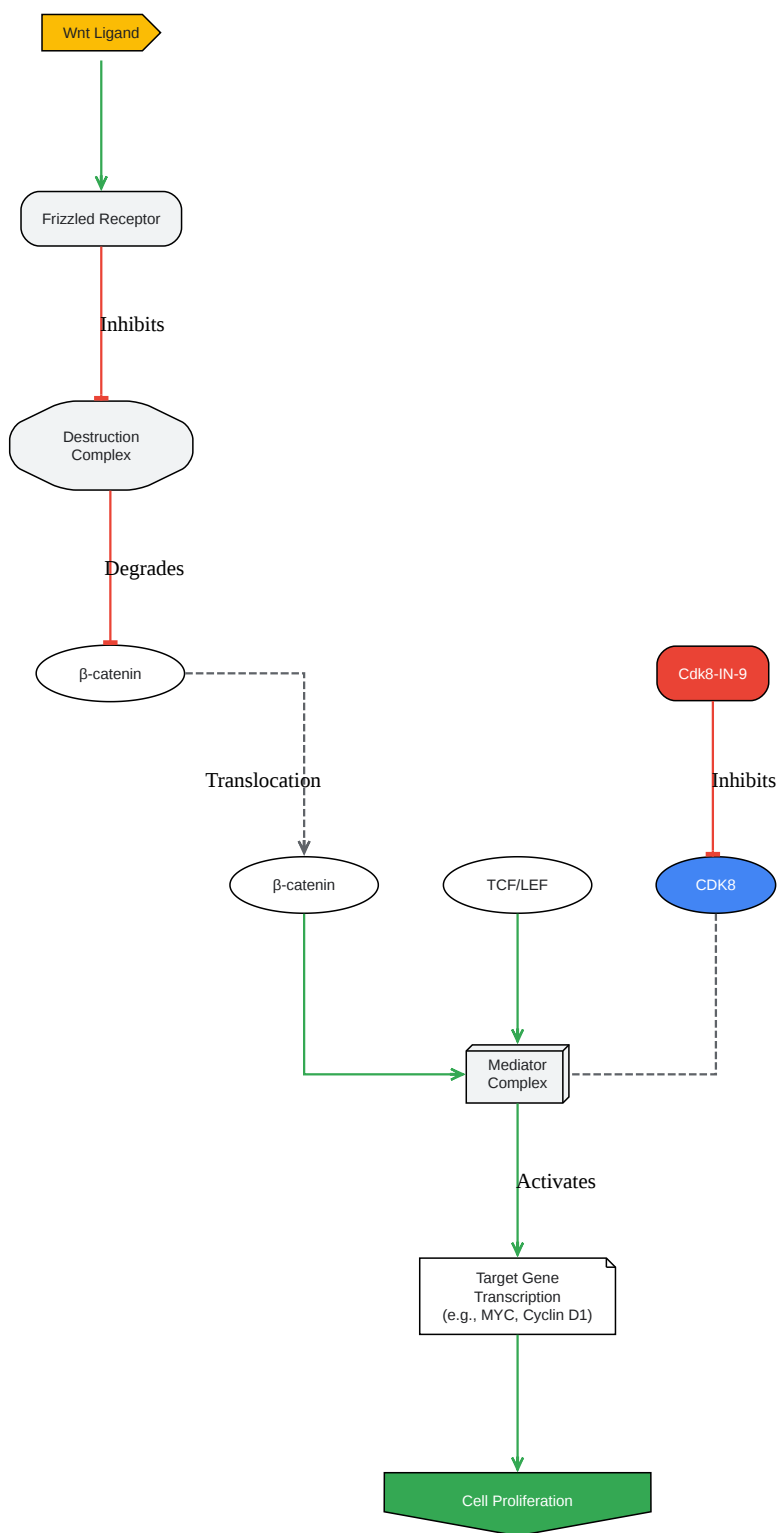 Wnt Ligand
Frizzled Receptor
Inhibits
Destruction
Complex
Degrades
β-catenin
Cdk8-IN-9
Translocation
Inhibits
β-catenin
TCF/LEF
CDK8
Mediator
Complex
Activates
Target Gene
Transcription
(e.g., MYC, Cyclin D1)
Cell Proliferation